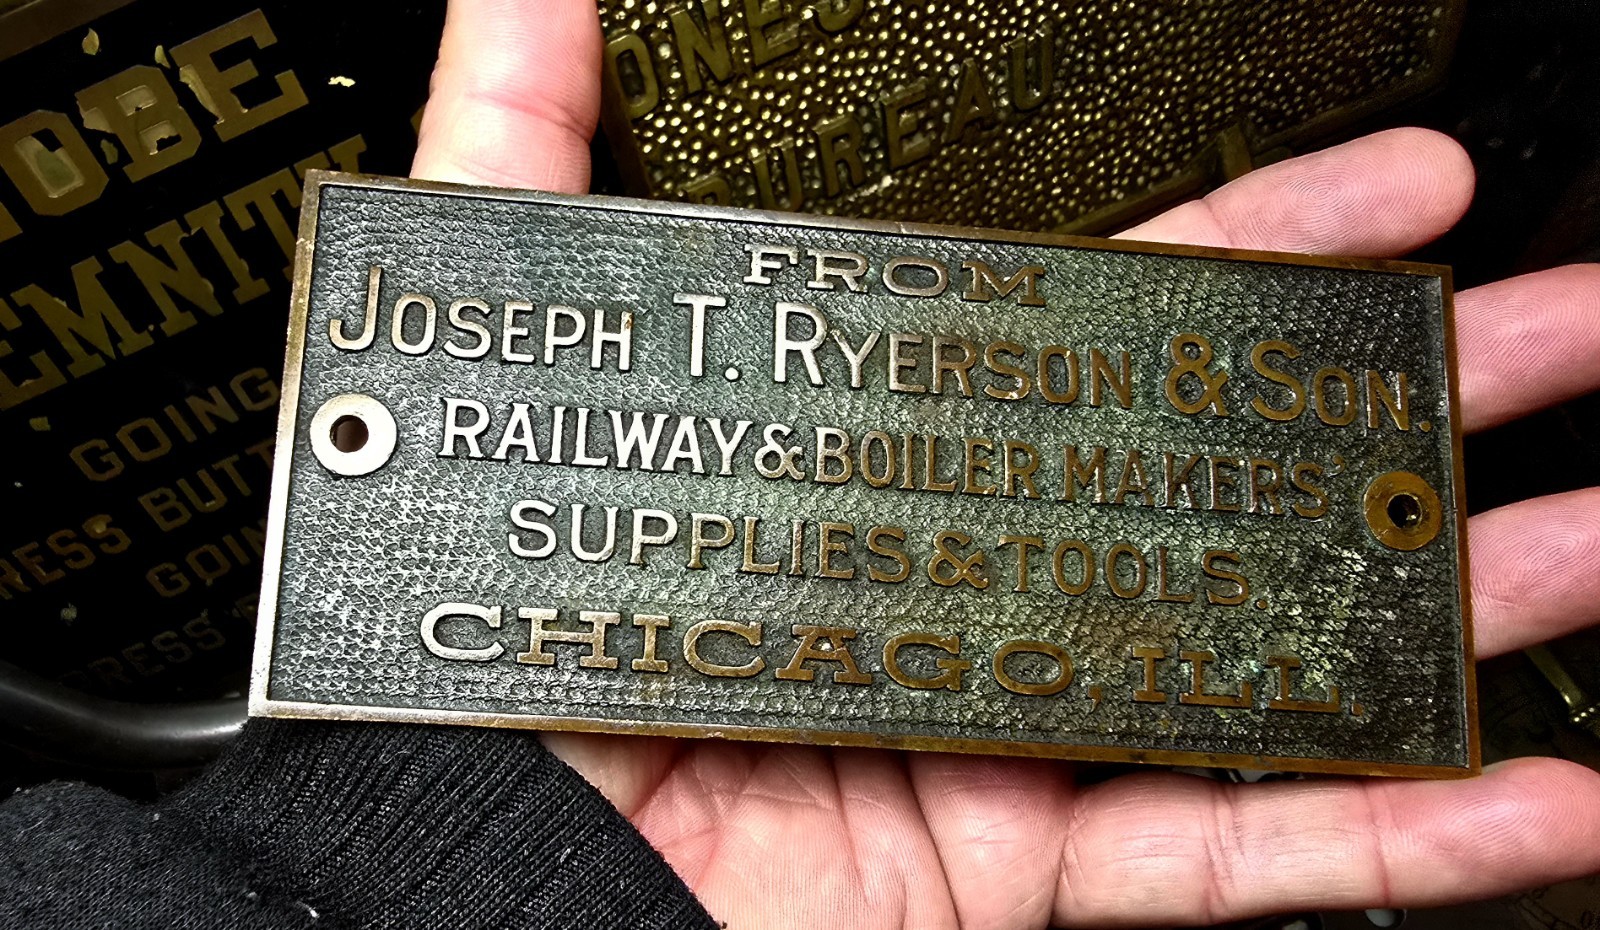 FROM
JOSEPH T. RYERSON & SON.
RAILWAY & BOILER MAKERS'
SUPPLIES & TOOLS.
CHICAGO, ILL.
BUREAU
GOING
GOING